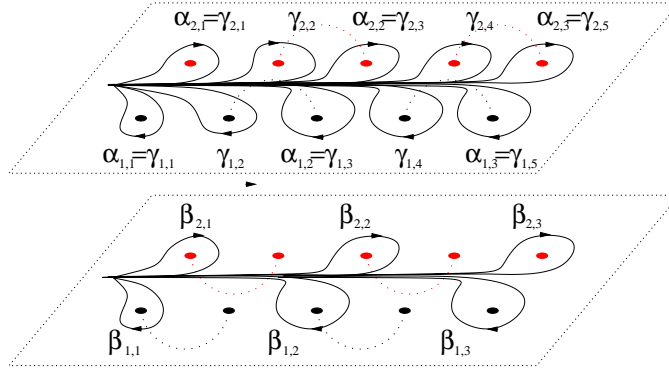 α2,1=γ2,1 γ2,2 α2,2=γ2,3 γ2,4 α2,3=γ2,5
α1,1=γ1,1 γ1,2 α1,2=γ1,3 γ1,4 α1,3=γ1,5
β2,1 β2,2 β2,3
β1,1 β1,2 β1,3